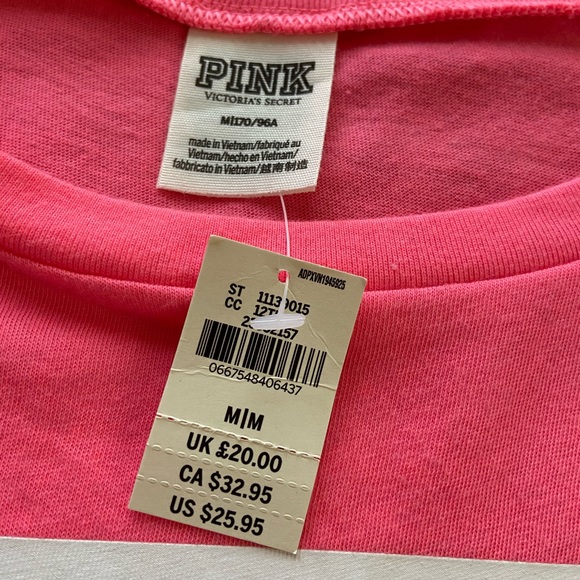 PINK
VICTORIA'S SECRET
M|170/96A
made in Vietnam/fabriqué au
Vietnam/hecho en Vietnam/
fabbricato in Vietnam/越南制造
ADPXVN1945925
ST
CC
0667548406437
M|M
UK £20.00
CA $32.95
US $25.95